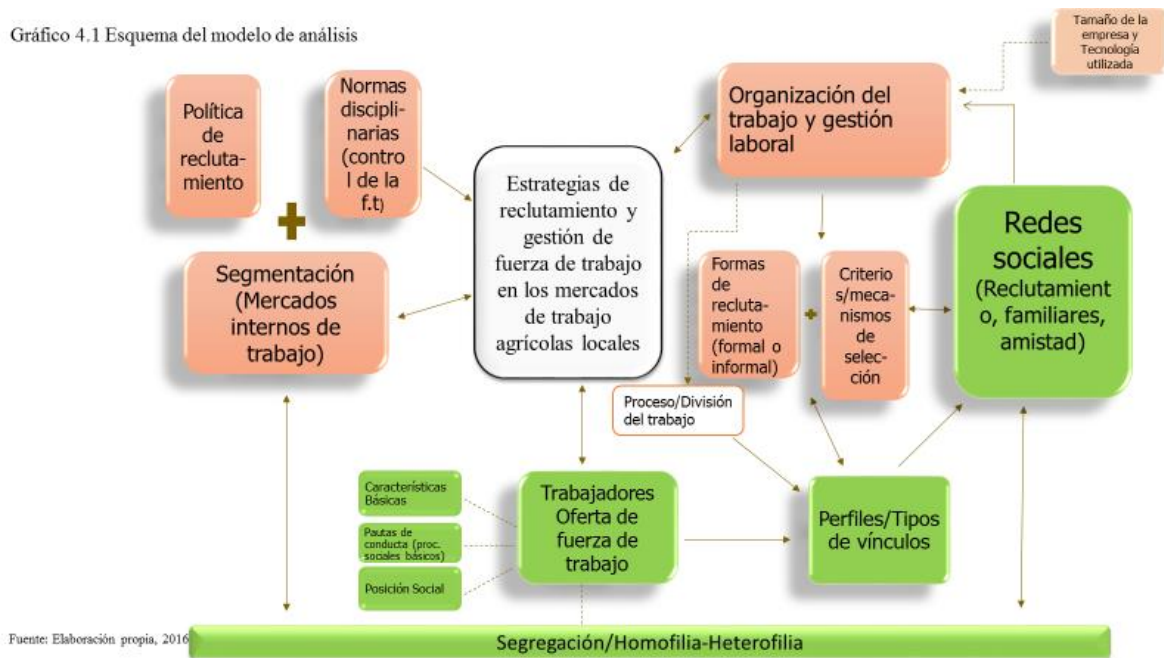 Gráfico 4.1 Esquema del modelo de análisis
Tamaño de la
empresa y
Tecnología
utilizada
Política
de
recluta-
miento
Normas
discipli-
narias
(contro
l de la
f.t)
Organización del
trabajo y gestión
laboral
Estrategias de
reclutamiento y
gestión de
fuerza de trabajo
en los mercados
de trabajo
agrícolas locales
Segmentación
(Mercados
internos de
trabajo)
Formas
de
recluta-
miento
(formal o
informal)
Criterio
s/meca-
nismos
de
selec-
ción
Redes
sociales
(Reclutamient
o, familiares,
amistad)
Proceso/División
del trabajo
Características
Básicas
Pautas de
conducta (proc.
sociales básicos)
Posición Social
Trabajadores
Oferta de
fuerza de
trabajo
Perfiles/Tipos
de vínculos
Fuente: Elaboración propia, 2016
Segregación/Homofilia-Heterofilia